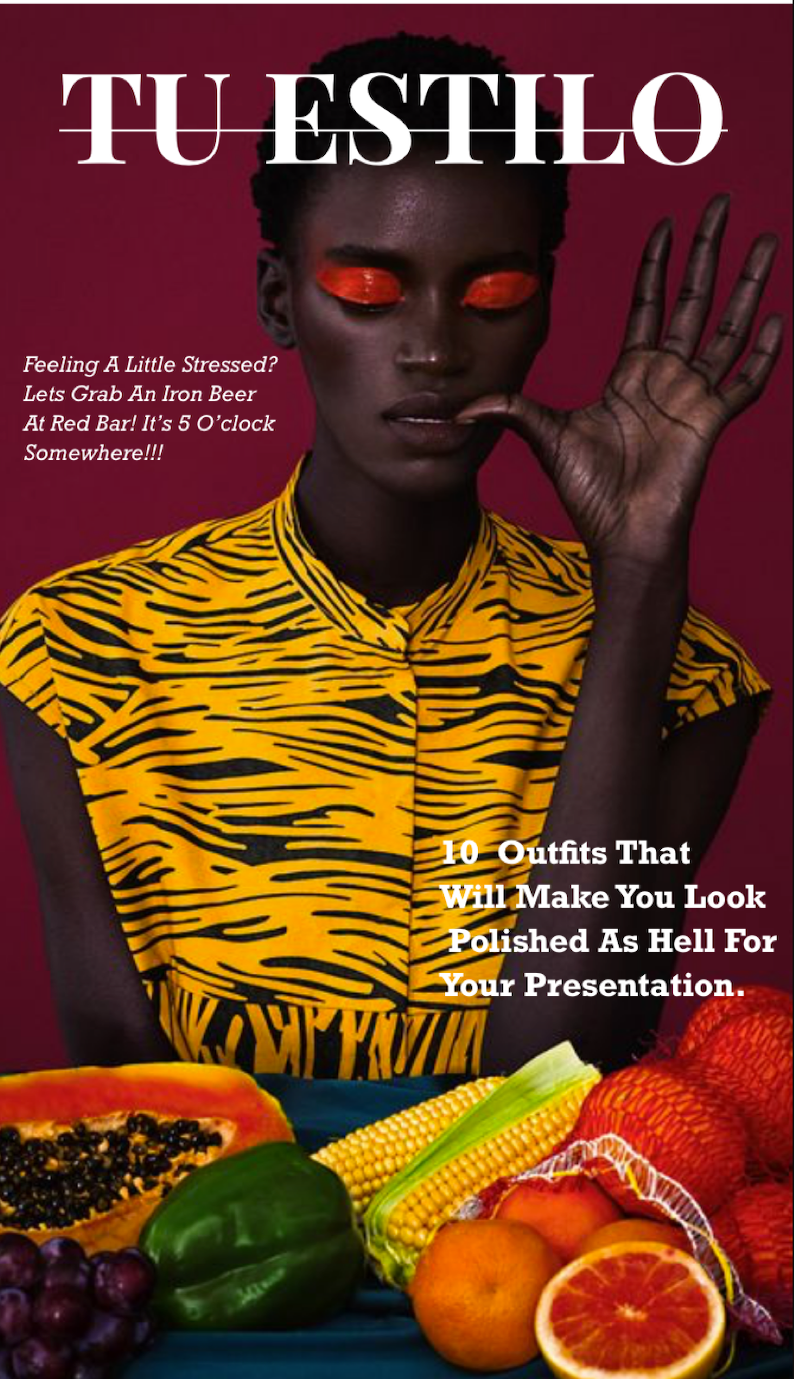 TU ESTILO
Feeling A Little Stressed?
Lets Grab An Iron Beer
At Red Bar! It's 5 O'clock
Somewhere!!!
10 Outfits That
Will Make You Look
Polished As Hell For
Your Presentation.